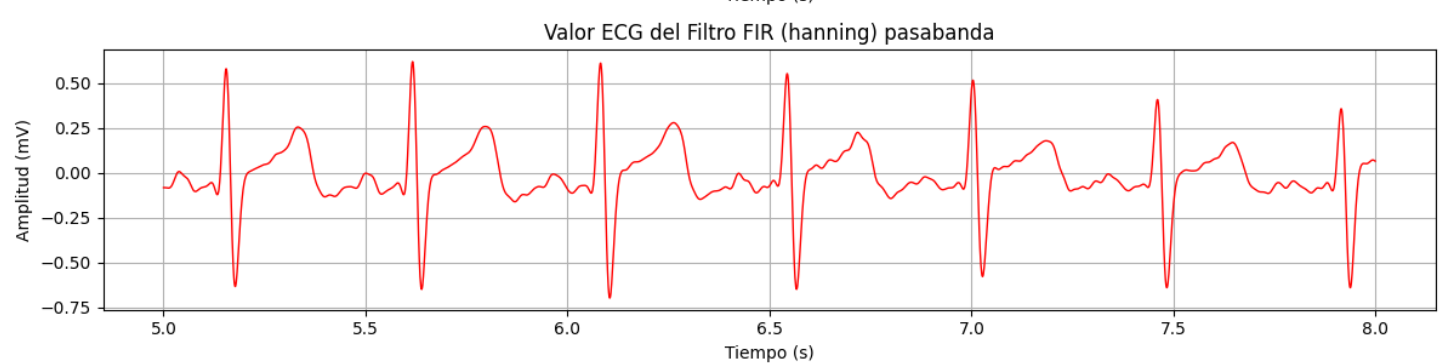 Tiempo (s)
Valor ECG del Filtro FIR (hanning) pasabanda
Amplitud (mV)
0.50
0.25
0.00
−0.25
−0.50
−0.75
5.0 5.5 6.0 6.5 7.0 7.5 8.0
Tiempo (s)